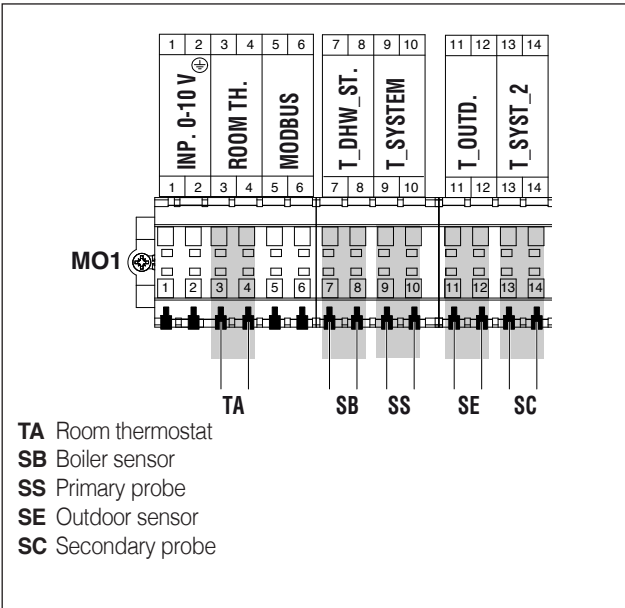 1 2 3 4 5 6 7 8 9 10 11 12 13 14
INP. 0-10 V
ROOM TH.
MODBUS
T_DHW_ST.
T_SYSTEM
T_OUTD.
T_SYST_2
1 2 3 4 5 6 7 8 9 10 11 12 13 14
MO1
1 2 3 4 5 6 7 8 9 10 11 12 13 14
TA SB SS SE SC
TA Room thermostat
SB Boiler sensor
SS Primary probe
SE Outdoor sensor
SC Secondary probe